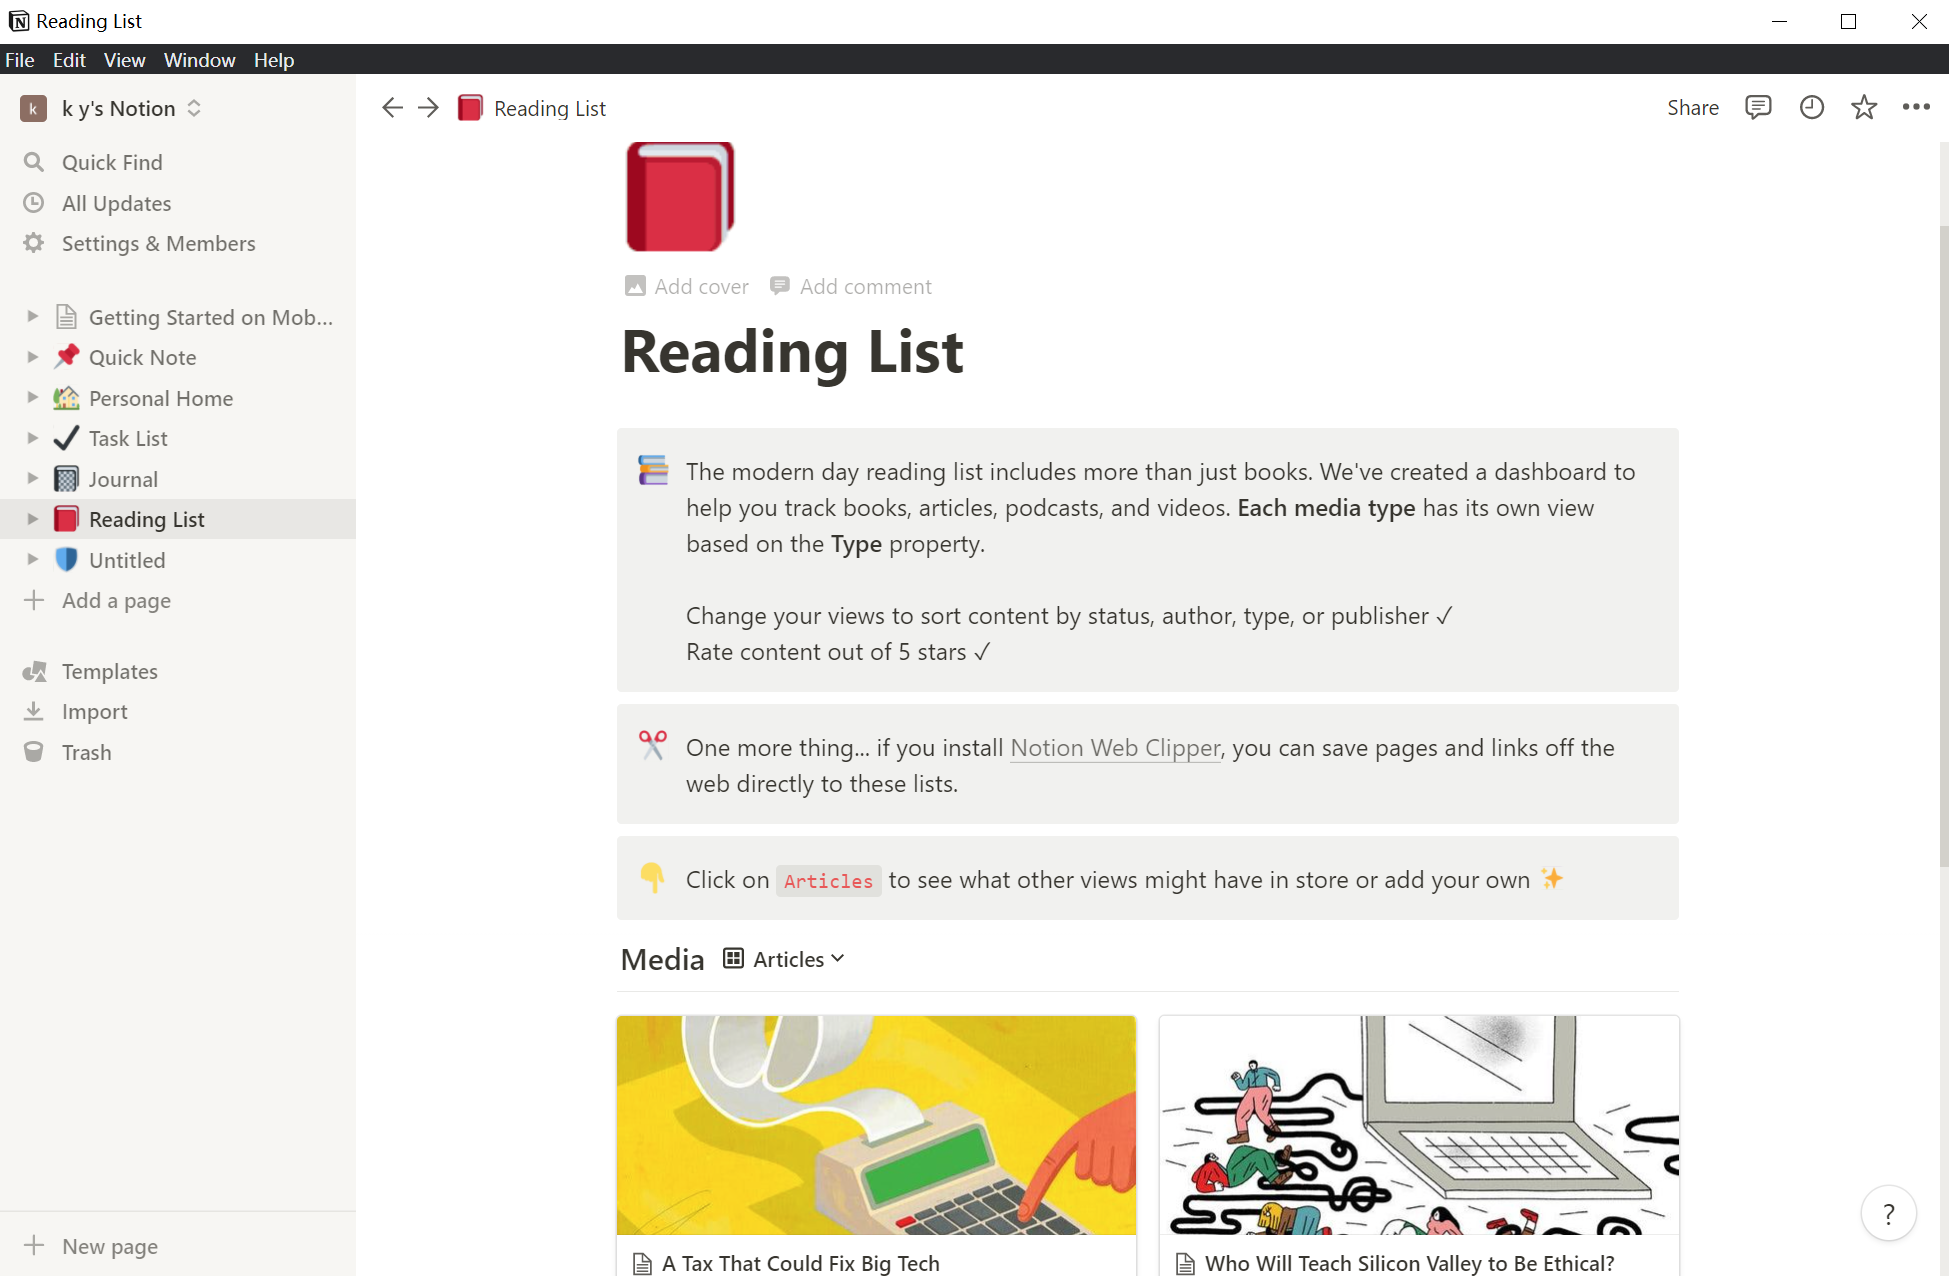 Reading List
File Edit View Window Help
k k y's Notion
Reading List
Share
Quick Find
All Updates
Settings & Members
Getting Started on Mob...
Quick Note
Personal Home
Task List
Journal
Reading List
Untitled
Add a page
Templates
Import
Trash
New page
Add cover Add comment
Reading List
The modern day reading list includes more than just books. We've created a dashboard to
help you track books, articles, podcasts, and videos. Each media type has its own view
based on the Type property.
Change your views to sort content by status, author, type, or publisher ✓
Rate content out of 5 stars ✓
One more thing... if you install Notion Web Clipper, you can save pages and links off the
web directly to these lists.
Click on Articles to see what other views might have in store or add your own ✨
Media Articles
A Tax That Could Fix Big Tech
Who Will Teach Silicon Valley to Be Ethical?
?